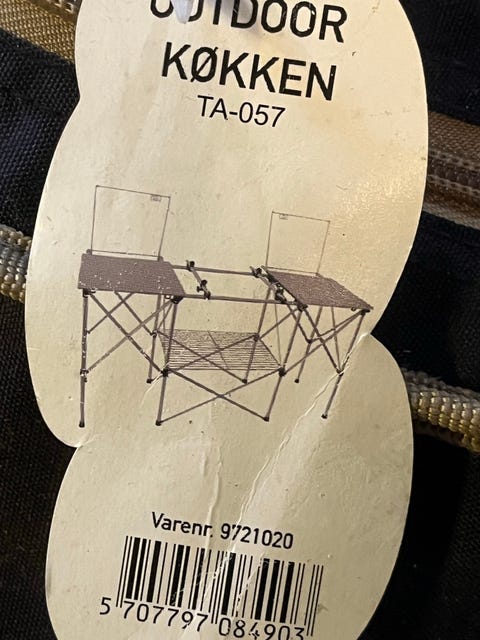 OUTDOOR
KØKKEN
TA-057
Varenr. 9721020
5 707797 084903